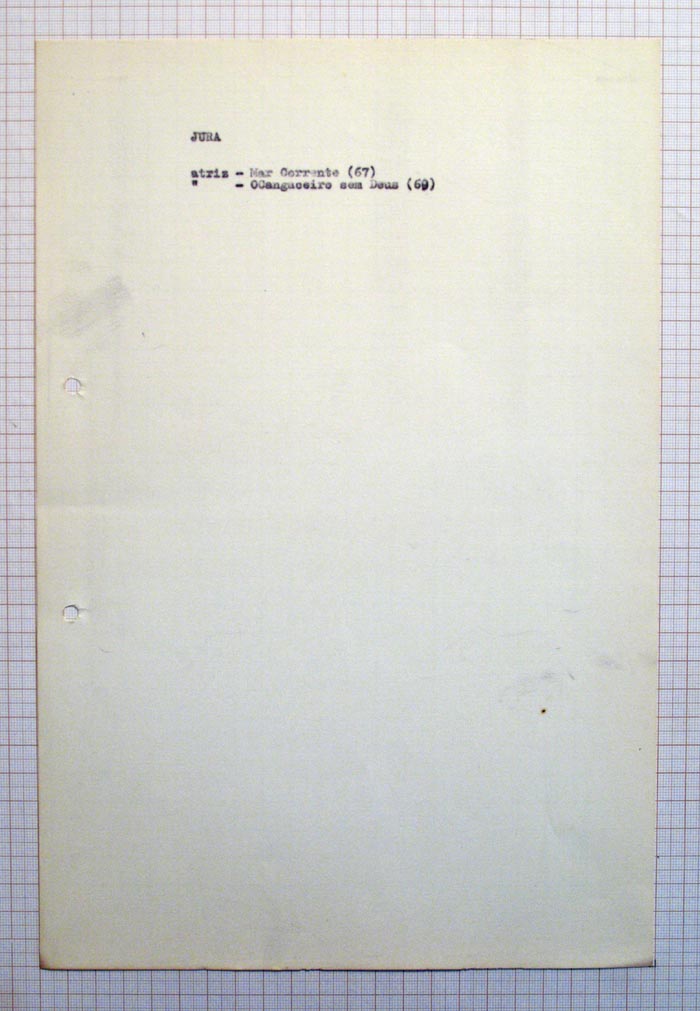 JURA
atriz - Mar Corrente (67)
" - OCangaceiro sem Deus (69)